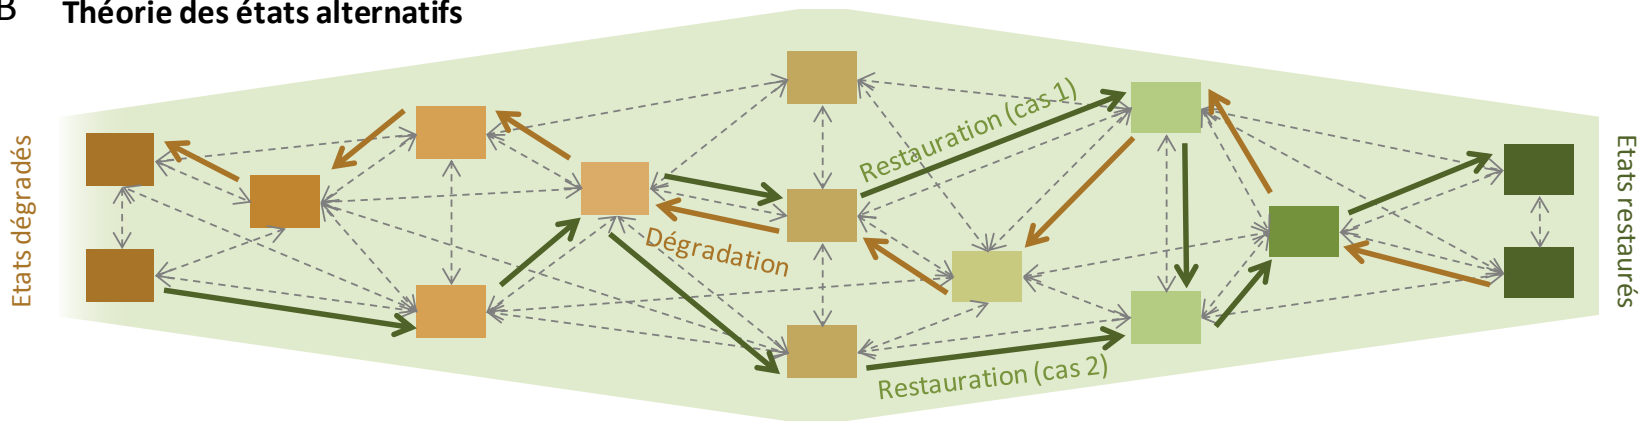 B Théorie des états alternatifs
Etats dégradés
Restauration (cas 1)
Dégradation
Restauration (cas 2)
Etats restaurés